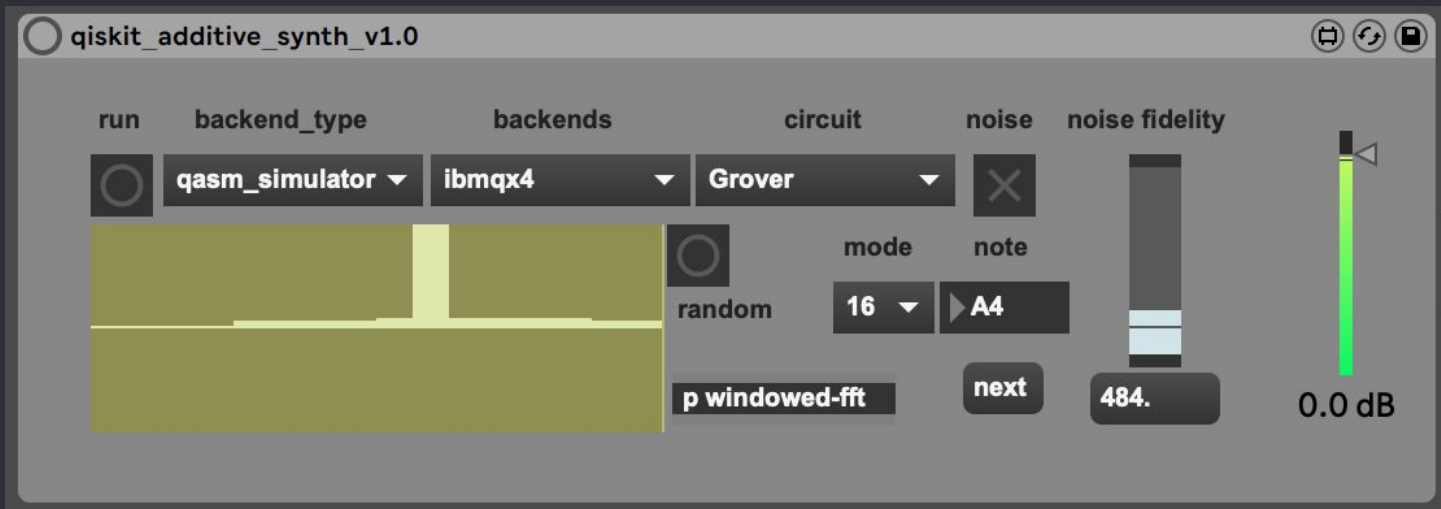 qiskit_additive_synth_v1.0
run backend_type backends circuit noise noise fidelity
qasm_simulator ibmqx4 Grover
mode note
random 16 A4
p windowed-fft next 484. 0.0 dB